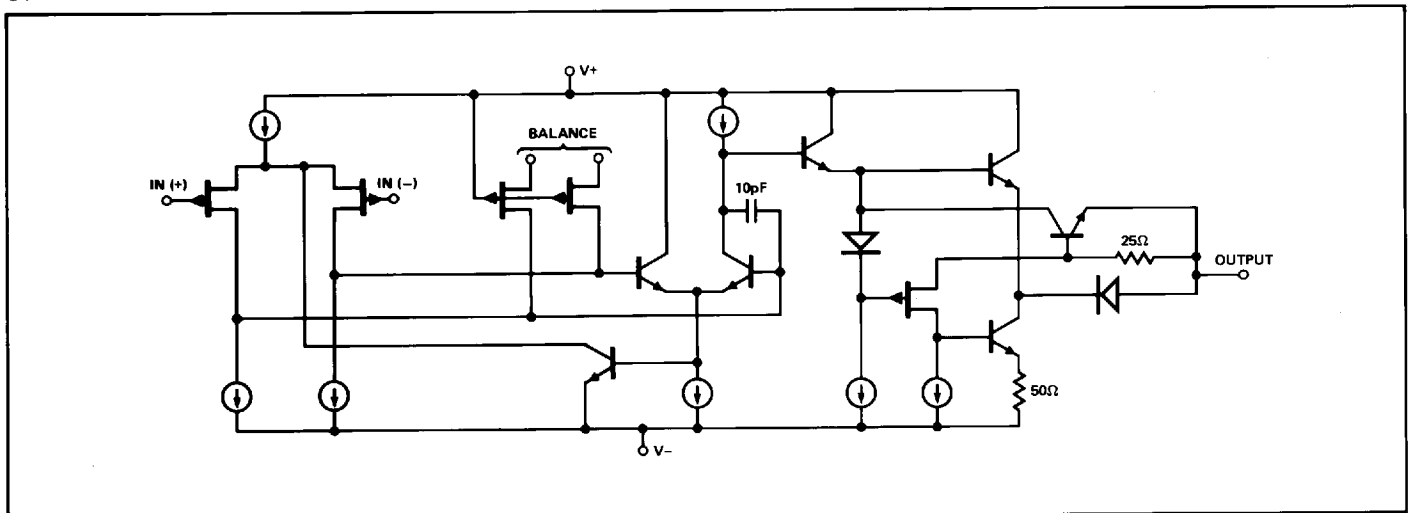 V+
BALANCE
IN (+)
IN (−)
10pF
25Ω
OUTPUT
50Ω
V−